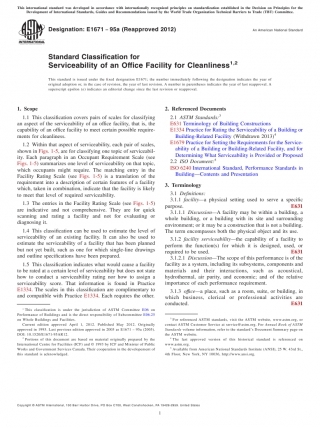 This international standard was developed in accordance with internationally recognized principles on standardization established in the Decision on Principles for the
Development of International Standards, Guides and Recommendations issued by the World Trade Organization Technical Barriers to Trade (TBT) Committee.
Designation: E1671 − 95a (Reapproved 2012)
An American National Standard
Standard Classification for
Serviceability of an Office Facility for Cleanliness1,2
This standard is issued under the fixed designation E1671; the number immediately following the designation indicates the year of
original adoption or, in the case of revision, the year of last revision. A number in parentheses indicates the year of last reapproval. A
superscript epsilon (ε) indicates an editorial change since the last revision or reapproval.
1. Scope
1.1 This classification covers pairs of scales for classifying
an aspect of the serviceability of an office facility, that is, the
capability of an office facility to meet certain possible require-
ments for cleanliness.
1.2 Within that aspect of serviceability, each pair of scales,
shown in Figs. 1-5, are for classifying one topic of serviceabil-
ity. Each paragraph in an Occupant Requirement Scale (see
Figs. 1-5) summarizes one level of serviceability on that topic,
which occupants might require. The matching entry in the
Facility Rating Scale (see Figs. 1-5) is a translation of the
requirement into a description of certain features of a facility
which, taken in combination, indicate that the facility is likely
to meet that level of required serviceability.
1.3 The entries in the Facility Rating Scale (see Figs. 1-5)
are indicative and not comprehensive. They are for quick
scanning and rating a facility and not for evaluating or
diagnosing it.
1.4 This classification can be used to estimate the level of
serviceability of an existing facility. It can also be used to
estimate the serviceability of a facility that has been planned
but not yet built, such as one for which single-line drawings
and outline specifications have been prepared.
1.5 This classification indicates what would cause a facility
to be rated at a certain level of serviceability but does not state
how to conduct a serviceability rating nor how to assign a
serviceability score. That information is found in Practice
E1334. The scales in this classification are complimentary to
and compatible with Practice E1334. Each requires the other.
1 This classification is under the jurisdiction of ASTM Committee E06 on
Performance of Buildings and is the direct responsibility of Subcommittee E06.25
on Whole Buildings and Facilities.
Current edition approved April 1, 2012. Published May 2012. Originally
approved in 1995. Last previous edition approved in 2005 as E1671 – 95a (2005).
DOI: 10.1520/E1671-95AR12.
2 Portions of this document are based on material originally prepared by the
International Centre for Facilities (ICF) and © 1993 by ICF and Minister of Public
Works and Government Services Canada. Their cooperation in the development of
this standard is acknowledged.
2. Referenced Documents
2.1 ASTM Standards:3
E631 Terminology of Building Constructions
E1334 Practice for Rating the Serviceability of a Building or
Building-Related Facility (Withdrawn 2013)4
E1679 Practice for Setting the Requirements for the Service-
ability of a Building or Building-Related Facility, and for
Determining What Serviceability is Provided or Proposed
2.2 ISO Document:5
ISO 6240 International Standard, Performance Standards in
Building—Contents and Presentation
3. Terminology
3.1 Definitions:
3.1.1 facility—a physical setting used to serve a specific
purpose. E631
3.1.1.1 Discussion—A facility may be within a building, a
whole building, or a building with its site and surrounding
environment; or it may be a construction that is not a building.
The term encompasses both the physical object and its use.
3.1.2 facility serviceability—the capability of a facility to
perform the function(s) for which it is designed, used, or
required to be used. E631
3.1.2.1 Discussion—The scope of this performance is of the
facility as a system, including its subsystems, components and
materials and their interactions, such as acoustical,
hydrothermal, air purity, and economic; and of the relative
importance of each performance requirement.
3.1.3 office—a place, such as a room, suite, or building, in
which business, clerical or professional activities are
conducted. E631
3 For referenced ASTM standards, visit the ASTM website, www.astm.org, or
contact ASTM Customer Service at service@astm.org. For Annual Book of ASTM
Standards volume information, refer to the standard's Document Summary page on
the ASTM website.
4 The last approved version of this historical standard is referenced on
www.astm.org.
5 Available from American National Standards Institute (ANSI), 25 W. 43rd St.,
4th Floor, New York, NY 10036, http://www.ansi.org.
Copyright © ASTM International, 100 Barr Harbor Drive, PO Box C700, West Conshohocken, PA 19428-2959. United States
1